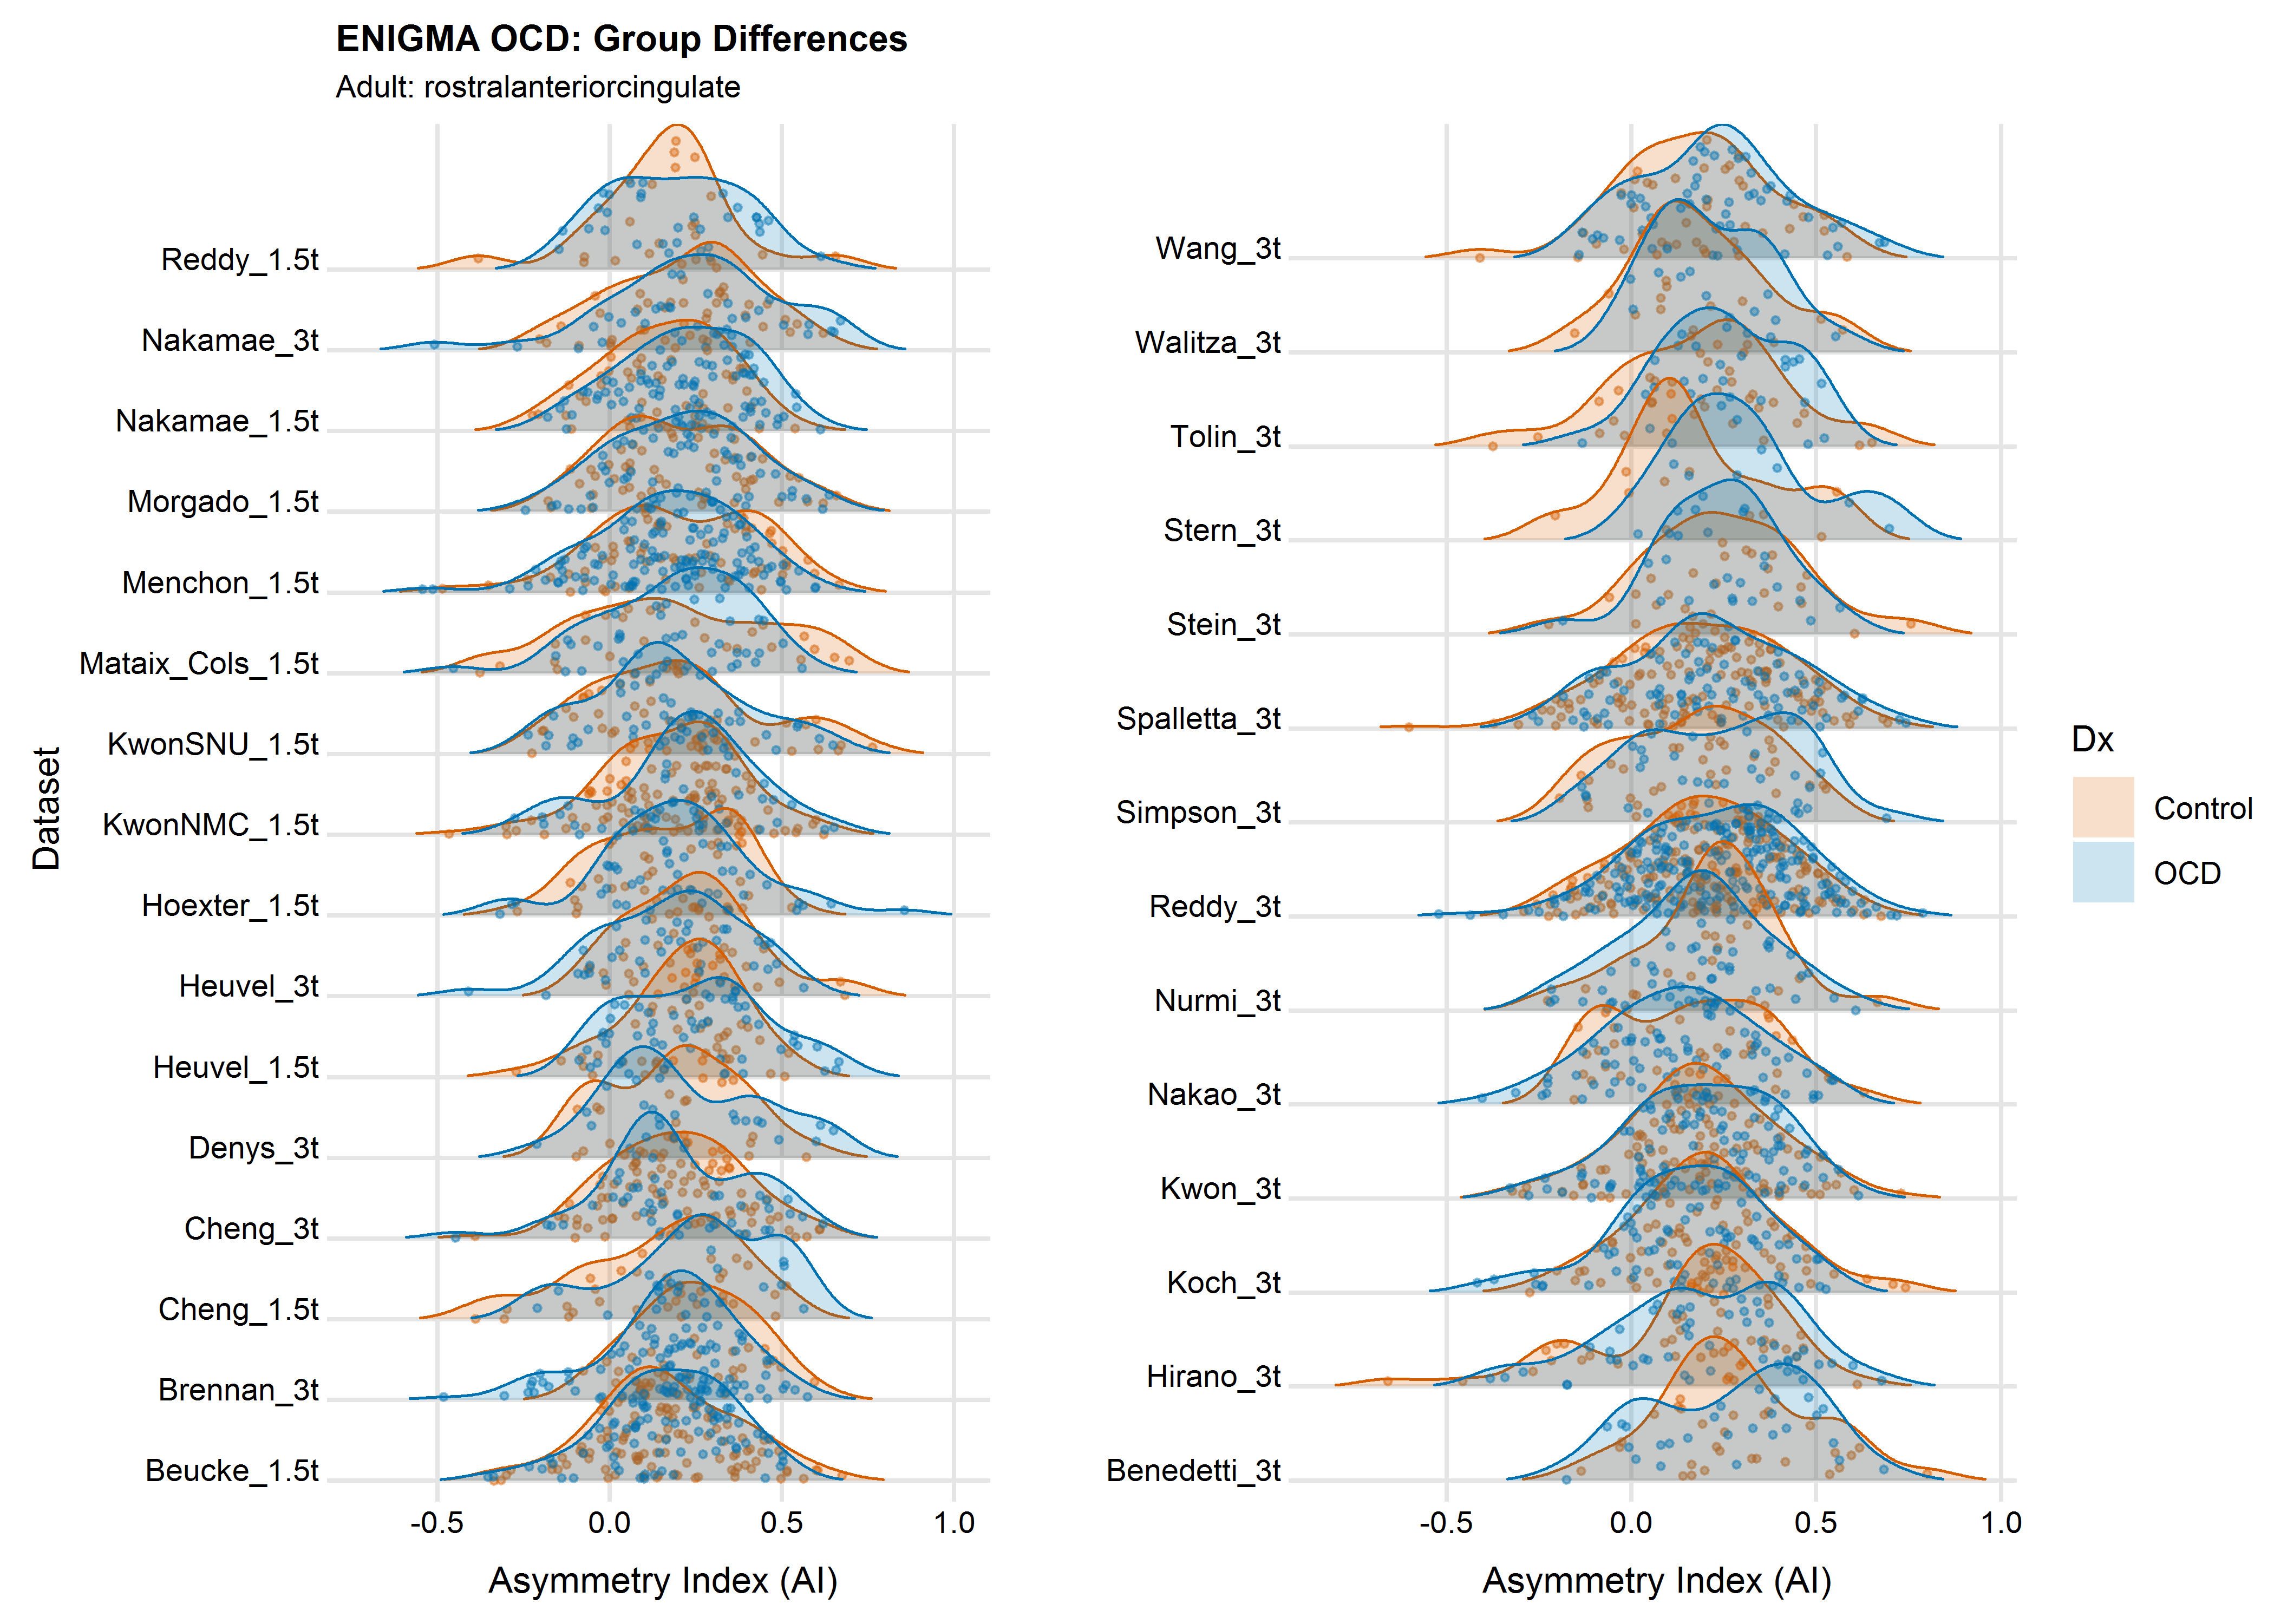 ENIGMA OCD: Group Differences
Adult: rostralanteriorcingulate
Dataset
Reddy_1.5t
Nakamae_3t
Nakamae_1.5t
Morgado_1.5t
Menchon_1.5t
Mataix_Cols_1.5t
KwonSNU_1.5t
KwonNMC_1.5t
Hoexter_1.5t
Heuvel_3t
Heuvel_1.5t
Denys_3t
Cheng_3t
Cheng_1.5t
Brennan_3t
Beucke_1.5t
-0.5 0.0 0.5 1.0
Asymmetry Index (AI)
Wang_3t
Walitza_3t
Tolin_3t
Stern_3t
Stein_3t
Spalletta_3t
Simpson_3t
Reddy_3t
Nurmi_3t
Nakao_3t
Kwon_3t
Koch_3t
Hirano_3t
Benedetti_3t
-0.5 0.0 0.5 1.0
Asymmetry Index (AI)
Dx
Control
OCD